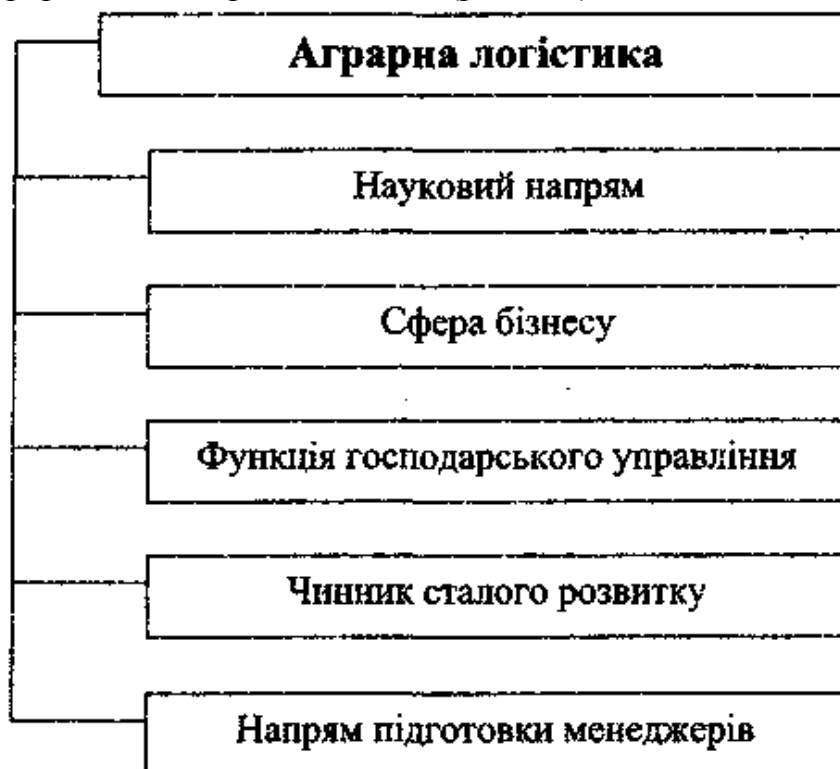 Аграрна логістика
Науковий напрям
Сфера бізнесу
Функція господарського управління
Чинник сталого розвитку
Напрям підготовки менеджерів